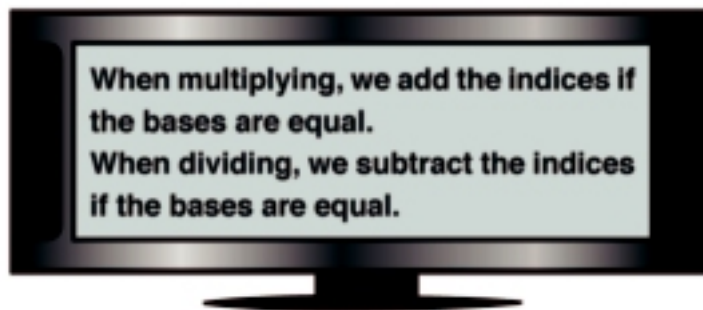 When multiplying, we add the indices if
the bases are equal.
When dividing, we subtract the indices
if the bases are equal.